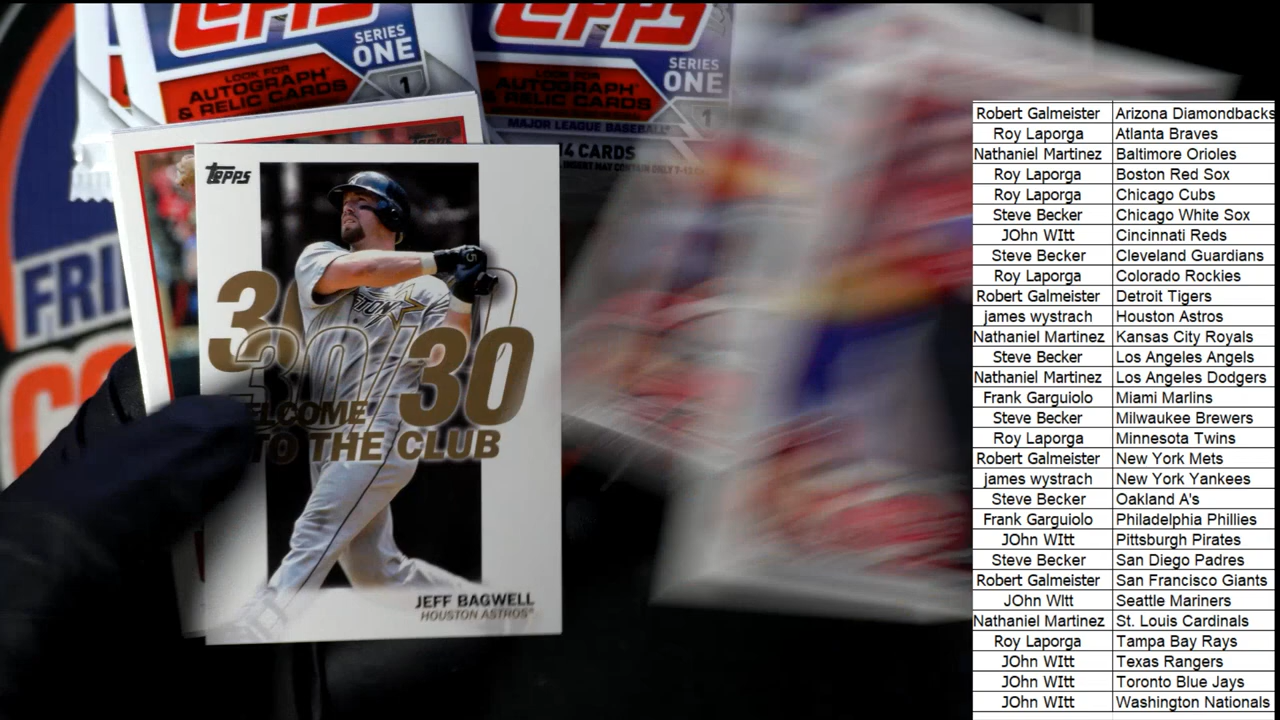 Topps
SERIES
ONE
LOOK FOR
AUTOGRAPH
& RELIC CARDS
1
Topps
SERIES
ONE
LOOK FOR
AUTOGRAPH
& RELIC CARDS
1
MAJOR LEAGUE BASEBALL
14 CARDS
FRI
CO
Topps
30/30
WELCOME
TO THE CLUB
JEFF BAGWELL
HOUSTON ASTROS®
Robert Galmeister Arizona Diamondbacks
Roy Laporga Atlanta Braves
Nathaniel Martinez Baltimore Orioles
Roy Laporga Boston Red Sox
Roy Laporga Chicago Cubs
Steve Becker Chicago White Sox
JOhn WItt Cincinnati Reds
Steve Becker Cleveland Guardians
Roy Laporga Colorado Rockies
Robert Galmeister Detroit Tigers
james wystrach Houston Astros
Nathaniel Martinez Kansas City Royals
Steve Becker Los Angeles Angels
Nathaniel Martinez Los Angeles Dodgers
Frank Garguiolo Miami Marlins
Steve Becker Milwaukee Brewers
Roy Laporga Minnesota Twins
Robert Galmeister New York Mets
james wystrach New York Yankees
Steve Becker Oakland A's
Frank Garguiolo Philadelphia Phillies
JOhn WItt Pittsburgh Pirates
Steve Becker San Diego Padres
Robert Galmeister San Francisco Giants
JOhn WItt Seattle Mariners
Nathaniel Martinez St. Louis Cardinals
Roy Laporga Tampa Bay Rays
JOhn WItt Texas Rangers
JOhn WItt Toronto Blue Jays
JOhn WItt Washington Nationals